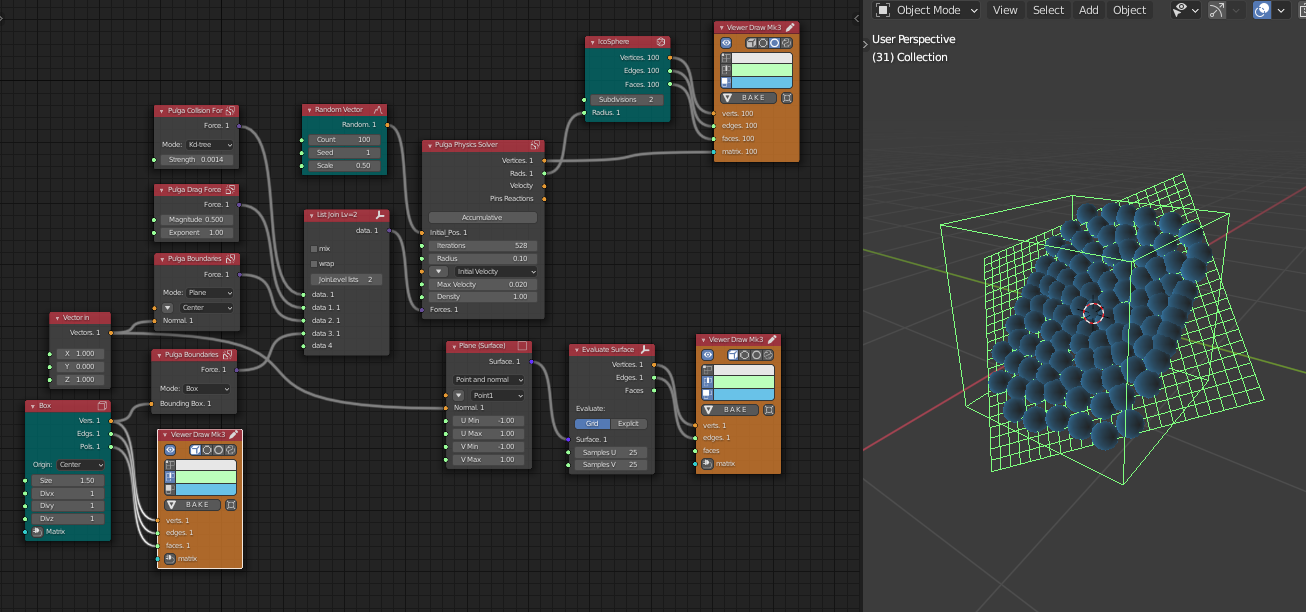 Object Mode View Select Add Object
User Perspective
(31) Collection
Pulga Collsion For
Force. 1
Mode: Kd-tree
Strength 0.0014
Pulga Drag Force
Force. 1
Magnitude 0.500
Exponent 1.00
Pulga Boundaries
Force. 1
Mode: Plane
Center
Normal. 1
Vector in
Vectors. 1
X 1.000
Y 0.000
Z 1.000
Pulga Boundaries
Force. 1
Mode: Box
Bounding Box. 1
Box
Vers. 1
Edgs. 1
Pols. 1
Origin: Center
Size 1.50
Divx 1
Divy 1
Divz 1
Matrix
Viewer Draw Mk3
BAKE
verts. 1
edges. 1
faces. 1
matrix
Random Vector
Random. 1
Count 100
Seed 1
Scale 0.50
List Join Lv=2
data. 1
mix
wrap
JoinLevel lists 2
data. 1
data 1. 1
data 2. 1
data 3. 1
data 4
Pulga Physics Solver
Vertices. 1
Rads. 1
Velocity
Pins Reactions
Accumulative
Initial Pos. 1
Iterations 528
Radius 0.10
Initial Velocity
Max Velocity 0.020
Density 1.00
Forces. 1
IcoSphere
Vertices. 100
Edges. 100
Faces. 100
Subdivisions 2
Radius. 1
Viewer Draw Mk3
BAKE
verts. 100
edges. 100
faces. 100
matrix. 100
Plane (Surface)
Surface. 1
Point and normal
Point1
Normal. 1
U Min -1.00
U Max 1.00
V Min -1.00
V Max 1.00
Evaluate Surface
Vertices. 1
Edges. 1
Faces
Evaluate:
Grid Explicit
Surface. 1
Samples U 25
Samples V 25
Viewer Draw Mk3
BAKE
verts. 1
edges. 1
faces
matrix